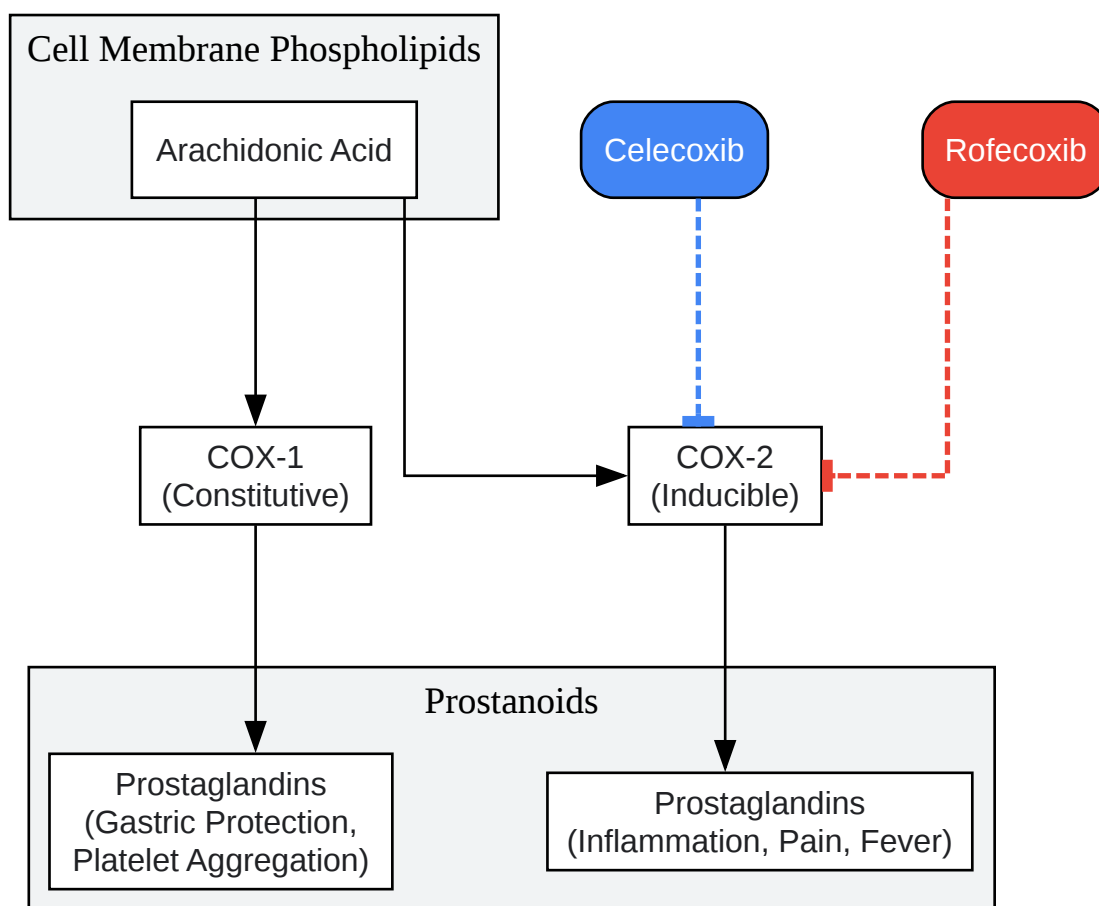 Cell Membrane Phospholipids
Arachidonic Acid
Celecoxib
Rofecoxib
COX-1
(Constitutive)
COX-2
(Inducible)
Prostanoids
Prostaglandins
(Gastric Protection,
Platelet Aggregation)
Prostaglandins
(Inflammation, Pain, Fever)